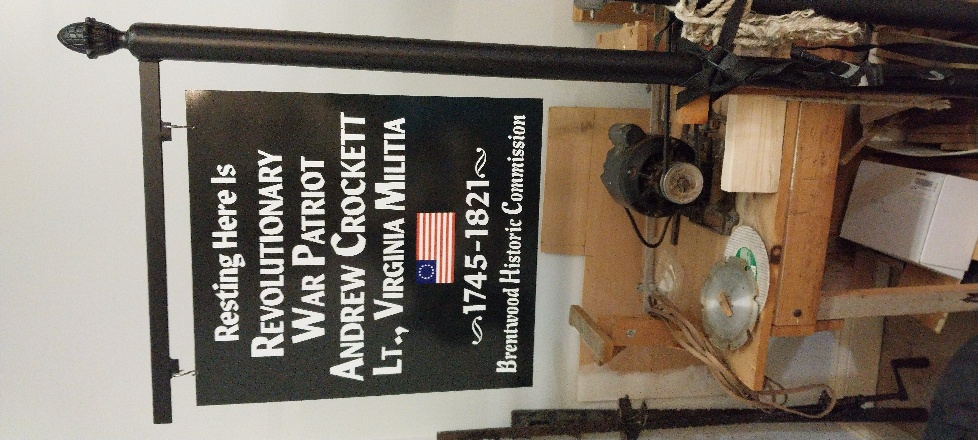 Resting Here Is
REVOLUTIONARY
WAR PATRIOT
ANDREW CROCKETT
LT., VIRGINIA MILITIA
1745-1821
Brentwood Historic Commission